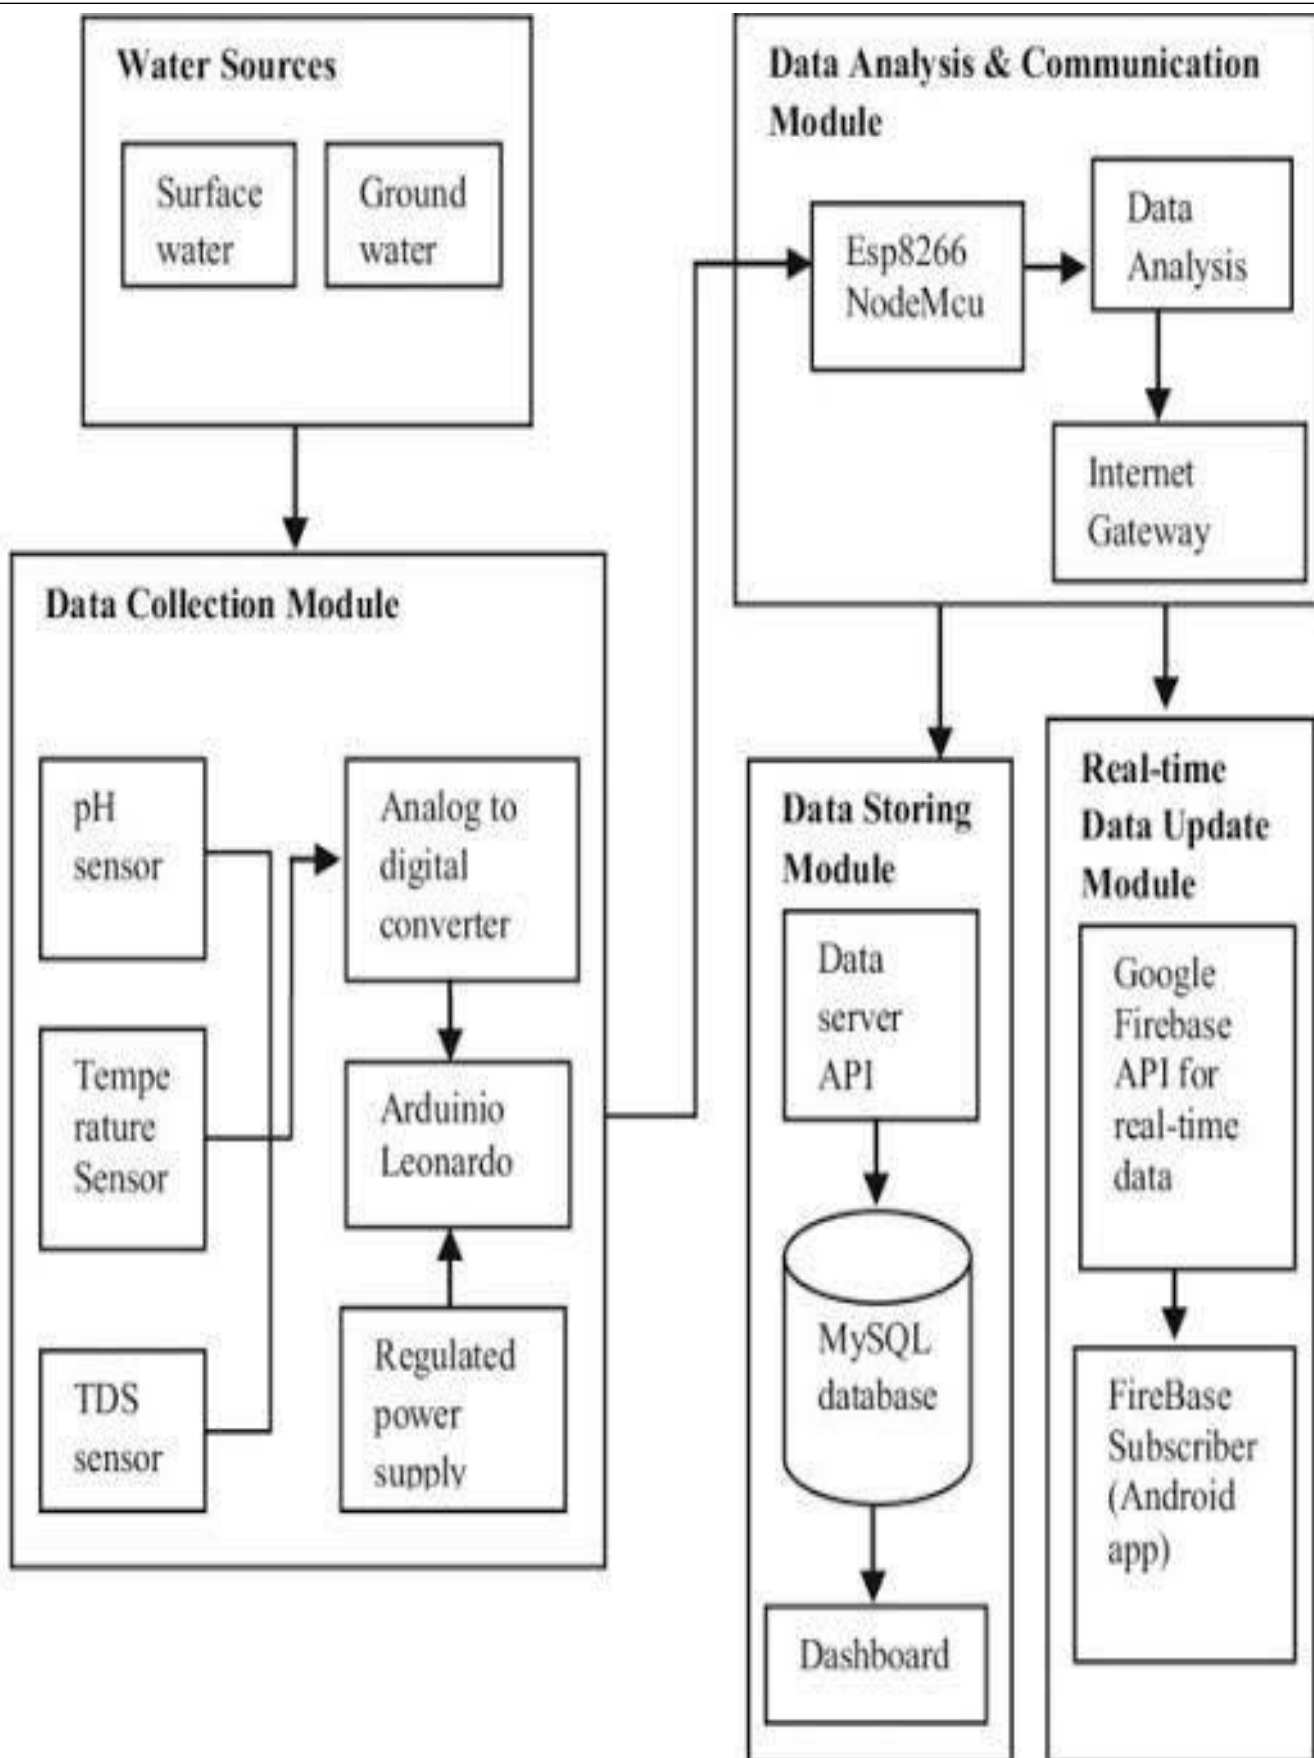 Water Sources
Surface
water
Ground
water
Data Collection Module
pH
sensor
Tempe
rature
Sensor
TDS
sensor
Analog to
digital
converter
Arduinio
Leonardo
Regulated
power
supply
Data Analysis & Communication
Module
Esp8266
NodeMcu
Data
Analysis
Internet
Gateway
Data Storing
Module
Data
server
API
MySQL
database
Dashboard
Real-time
Data Update
Module
Google
Firebase
API for
real-time
data
FireBase
Subscriber
(Android
app)